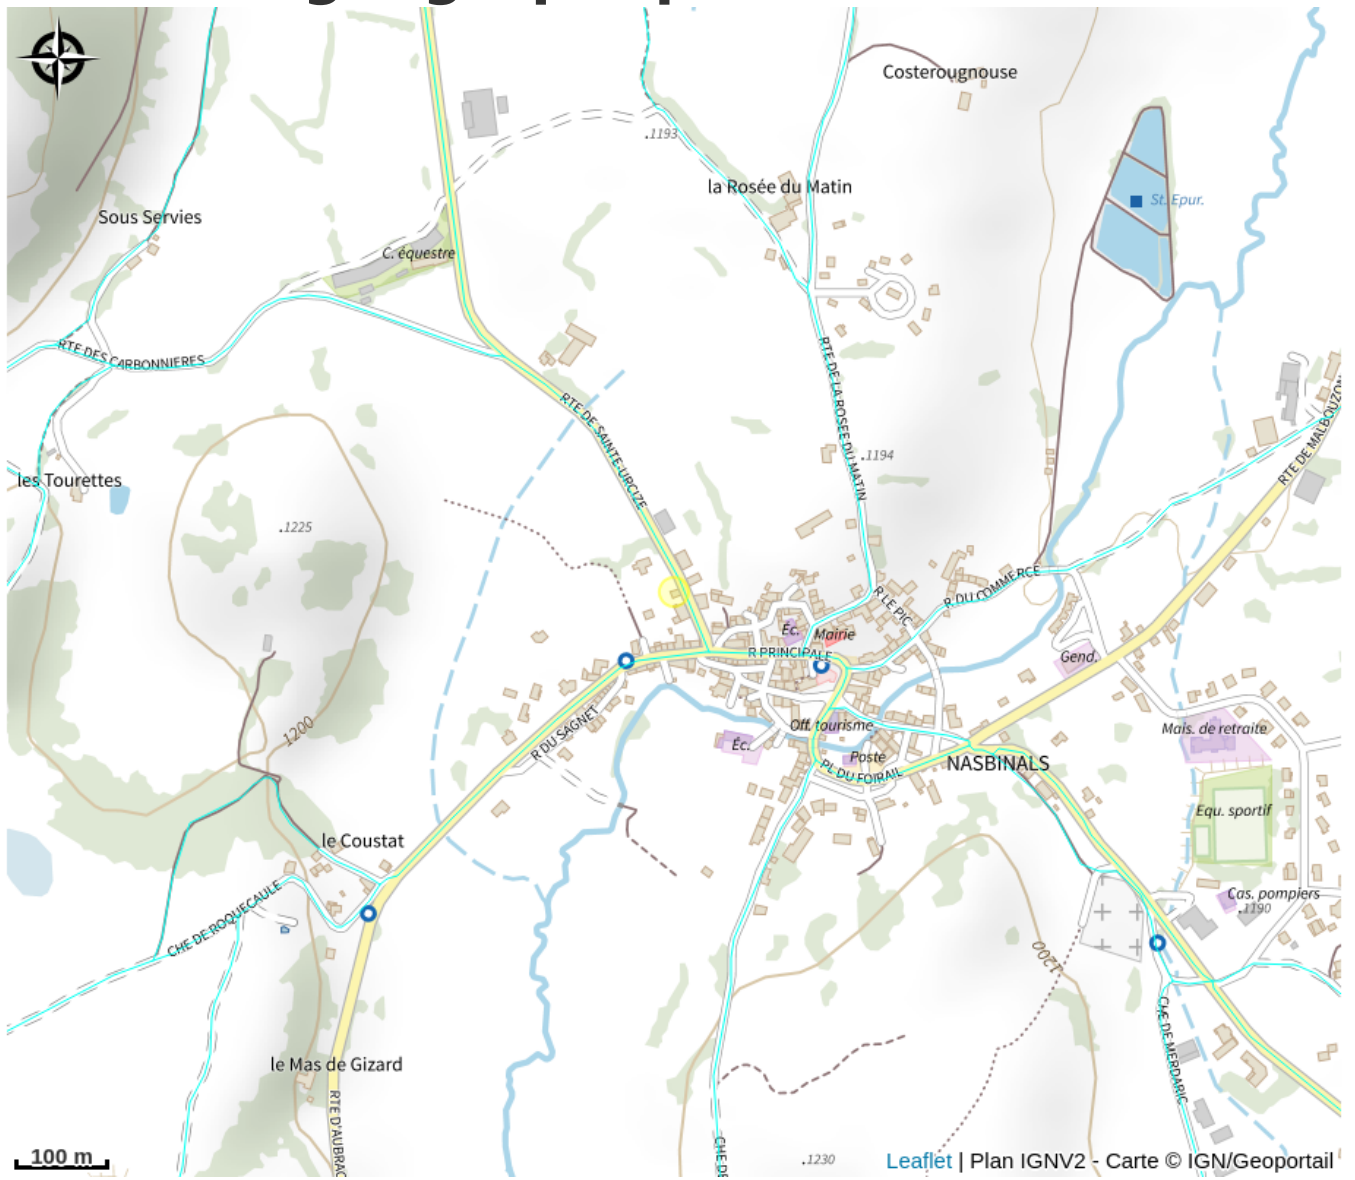 Costerougnouse
.1193
la Rosée du Matin
St. Epur.
Sous Servies
C. équestre
RTE DES CARBONNIERES
RTE DE LA ROSEE DU MATIN
RTE DE SAINTE-URCIZE
RTE DE MALBOUZON
.1194
les Tourettes
.1225
R DU COMMERCE
R LE PIC
Éc.
Mairie
R PRINCIPALE
Gend.
1200
R DU SAGNET
Off. tourisme
Mais. de retraite
Éc.
Poste
PL DU FOIRAIL
NASBINALS
Equ. sportif
le Coustat
CHE DE ROQUECAULE
Cas. pompiers
.1190
1200
CHE DE MERDARIC
le Mas de Gizard
RTE D'AUBRAC
CHE DE
100 m
.1230
Leaflet | Plan IGNV2 - Carte © IGN/Geoportail